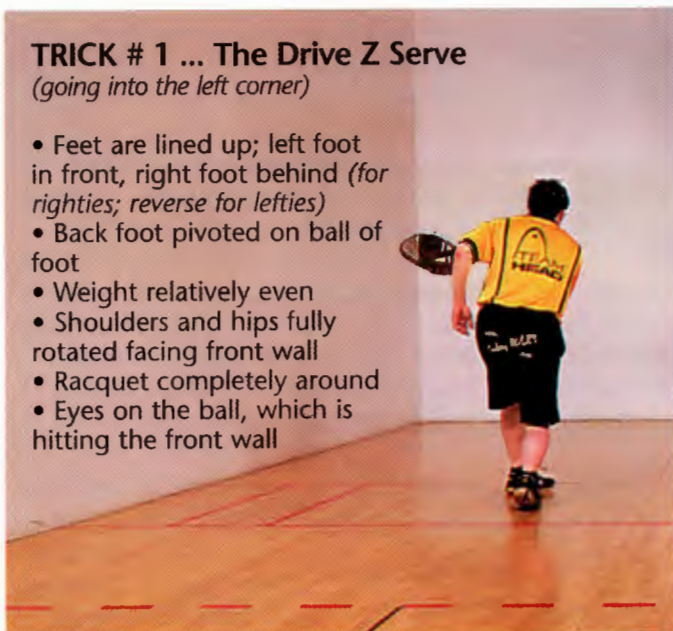 TRICK # 1 ... The Drive Z Serve
(going into the left corner)
• Feet are lined up; left foot
in front, right foot behind (for
righties; reverse for lefties)
• Back foot pivoted on ball of
foot
• Weight relatively even
• Shoulders and hips fully
rotated facing front wall
• Racquet completely around
• Eyes on the ball, which is
hitting the front wall
TEAM
HEAD